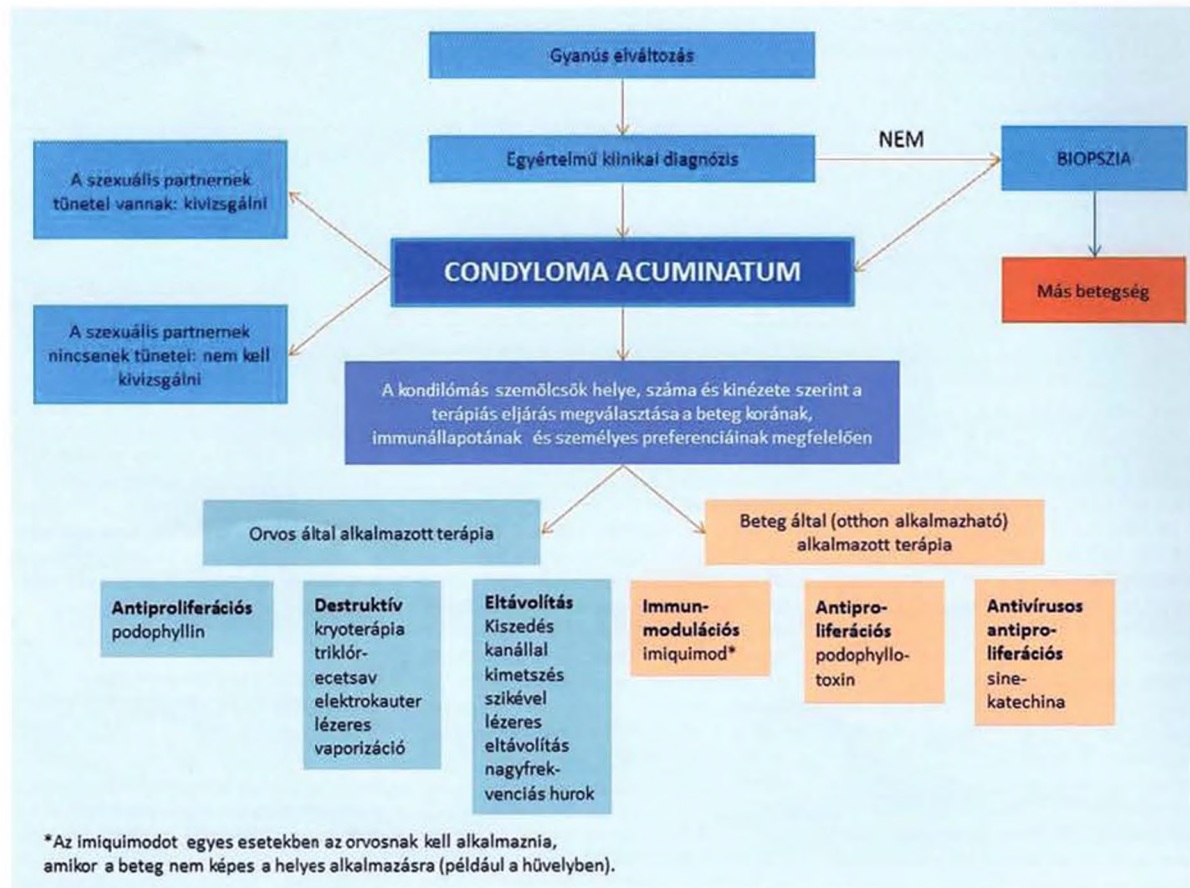 Gyanús elváltozás
Egyértelmű klinikai diagnózis
NEM
BIOPSZIA
Más betegség
A szexuális partnernek
tünetel vannak: kivizsgálni
CONDYLOMA ACUMINATUM
A szexuális partnernek
nincsenek tünetei: nem kell
kivizsgálni
A kondilómás szemölcsök helye, száma és kinézete szerint a
terápiás eljárás megválasztása a beteg korának,
immunállapotának és személyes preferenciáinak megfelelően
Orvos által alkalmazott terápia
Beteg által (otthon alkalmazható)
alkalmazott terápia
Antiproliferációs
podophyllin
Destruktív
kryoterápia
triklór-
ecetsav
elektrokauter
lézeres
vaporizáció
Eltávolítás
Kiszedés
kanállal
kimetszés
szikével
lézeres
eltávolítás
nagyfrek-
venciás hurok
Immun-
modulációs
imiquimod*
Antipro-
liferációs
podophyllo-
toxin
Antivírusos
antipro-
liferációs
sine-
katechina
*Az imiquimodot egyes esetekben az orvosnak kell alkalmaznia,
amikor a beteg nem képes a helyes alkalmazásra (például a hüvelyben).